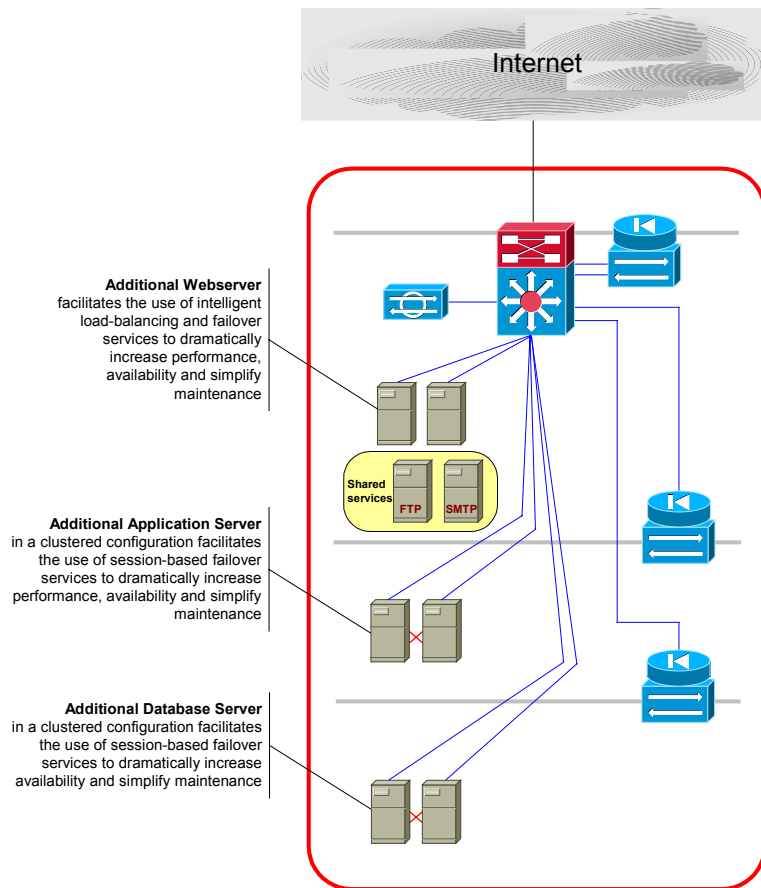 Internet
Additional Webserver
facilitates the use of intelligent
load-balancing and failover
services to dramatically
increase performance,
availability and simplify
maintenance
Shared
services
FTP
SMTP
Additional Application Server
in a clustered configuration facilitates
the use of session-based failover
services to dramatically increase
performance, availability and simplify
maintenance
Additional Database Server
in a clustered configuration facilitates
the use of session-based failover
services to dramatically increase
availability and simplify maintenance